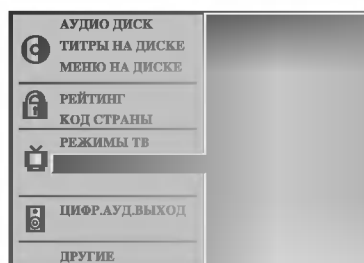 АУДИО ДИСК
ТИТРЫ НА ДИСКЕ
МЕНЮ НА ДИСКЕ
РЕЙТИНГ
КОД СТРАНЫ
РЕЖИМЫ ТВ
ЦИФР.АУД.ВЫХОД
ДРУГИЕ